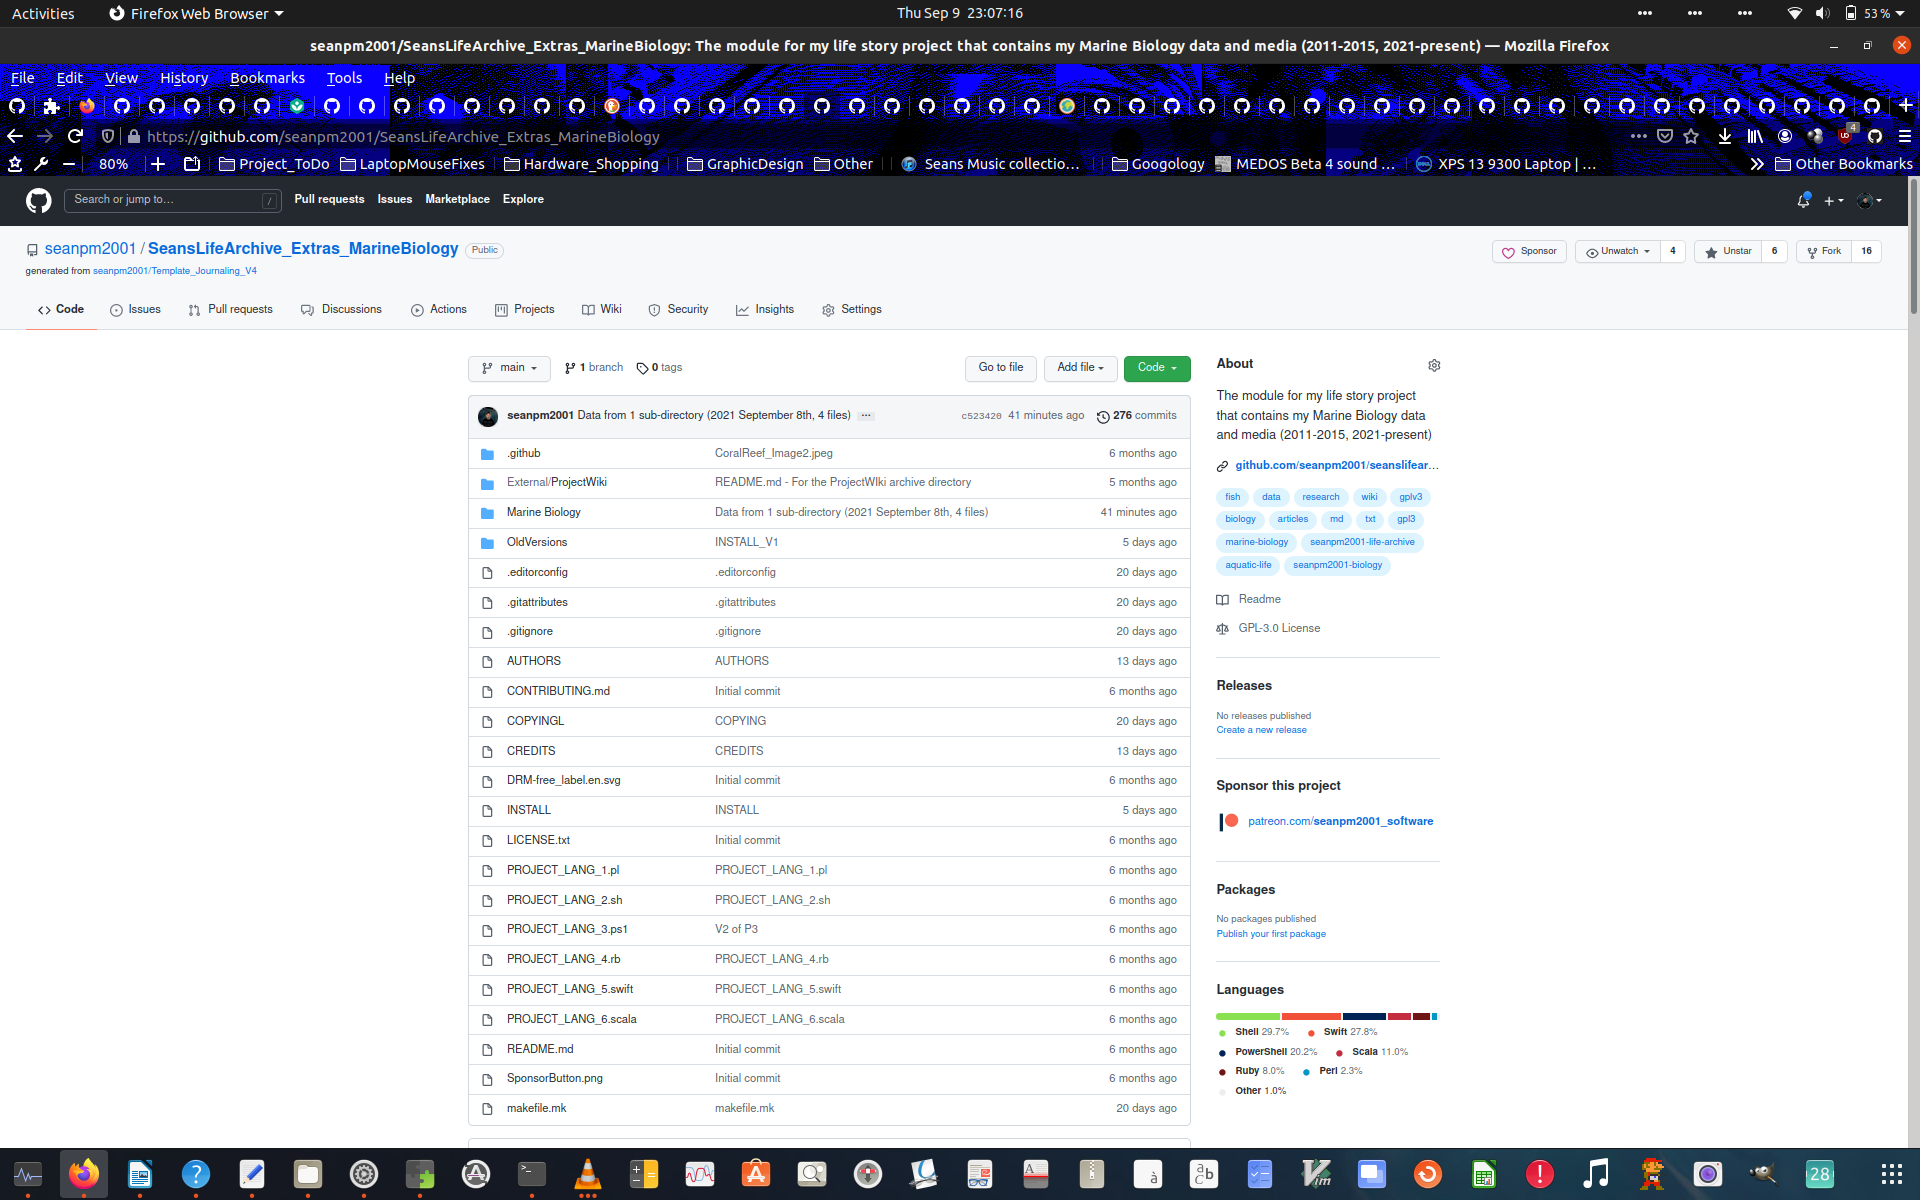 Activities
Firefox Web Browser
Thu Sep 9 23:07:16
53 %
seanpm2001/SeansLifeArchive_Extras_MarineBiology: The module for my life story project that contains my Marine Biology data and media (2011-2015, 2021-present) — Mozilla Firefox
File Edit View History Bookmarks Tools Help
https://github.com/seanpm2001/SeansLifeArchive_Extras_MarineBiology
4
80%
Project_ToDo
LaptopMouseFixes
Hardware_Shopping
GraphicDesign
Other
Seans Music collectio…
Googology
MEDOS Beta 4 sound …
XPS 13 9300 Laptop | …
Other Bookmarks
Search or jump to…
/
Pull requests Issues Marketplace Explore
seanpm2001 / SeansLifeArchive_Extras_MarineBiology
Public
generated from seanpm2001/Template_Journaling_V4
Sponsor
Unwatch 4
Unstar 6
Fork 16
Code
Issues
Pull requests
Discussions
Actions
Projects
Wiki
Security
Insights
Settings
main
1 branch
0 tags
Go to file
Add file
Code
seanpm2001 Data from 1 sub-directory (2021 September 8th, 4 files) ...
c523420 41 minutes ago
276 commits
.github CoralReef_Image2.jpeg 6 months ago
External/ProjectWiki README.md - For the ProjectWIki archive directory 5 months ago
Marine Biology Data from 1 sub-directory (2021 September 8th, 4 files) 41 minutes ago
OldVersions INSTALL_V1 5 days ago
.editorconfig .editorconfig 20 days ago
.gitattributes .gitattributes 20 days ago
.gitignore .gitignore 20 days ago
AUTHORS AUTHORS 13 days ago
CONTRIBUTING.md Initial commit 6 months ago
COPYINGL COPYING 20 days ago
CREDITS CREDITS 13 days ago
DRM-free_label.en.svg Initial commit 6 months ago
INSTALL INSTALL 5 days ago
LICENSE.txt Initial commit 6 months ago
PROJECT_LANG_1.pl PROJECT_LANG_1.pl 6 months ago
PROJECT_LANG_2.sh PROJECT_LANG_2.sh 6 months ago
PROJECT_LANG_3.ps1 V2 of P3 6 months ago
PROJECT_LANG_4.rb PROJECT_LANG_4.rb 6 months ago
PROJECT_LANG_5.swift PROJECT_LANG_5.swift 6 months ago
PROJECT_LANG_6.scala PROJECT_LANG_6.scala 6 months ago
README.md Initial commit 6 months ago
SponsorButton.png Initial commit 6 months ago
makefile.mk makefile.mk 20 days ago
About
The module for my life story project
that contains my Marine Biology data
and media (2011-2015, 2021-present)
github.com/seanpm2001/seanslifear…
fish data research wiki gplv3
biology articles md txt gpl3
marine-biology seanpm2001-life-archive
aquatic-life seanpm2001-biology
Readme
GPL-3.0 License
Releases
No releases published
Create a new release
Sponsor this project
patreon.com/seanpm2001_software
Packages
No packages published
Publish your first package
Languages
Shell 29.7% Swift 27.8%
PowerShell 20.2% Scala 11.0%
Ruby 8.0% Perl 2.3%
Other 1.0%
28